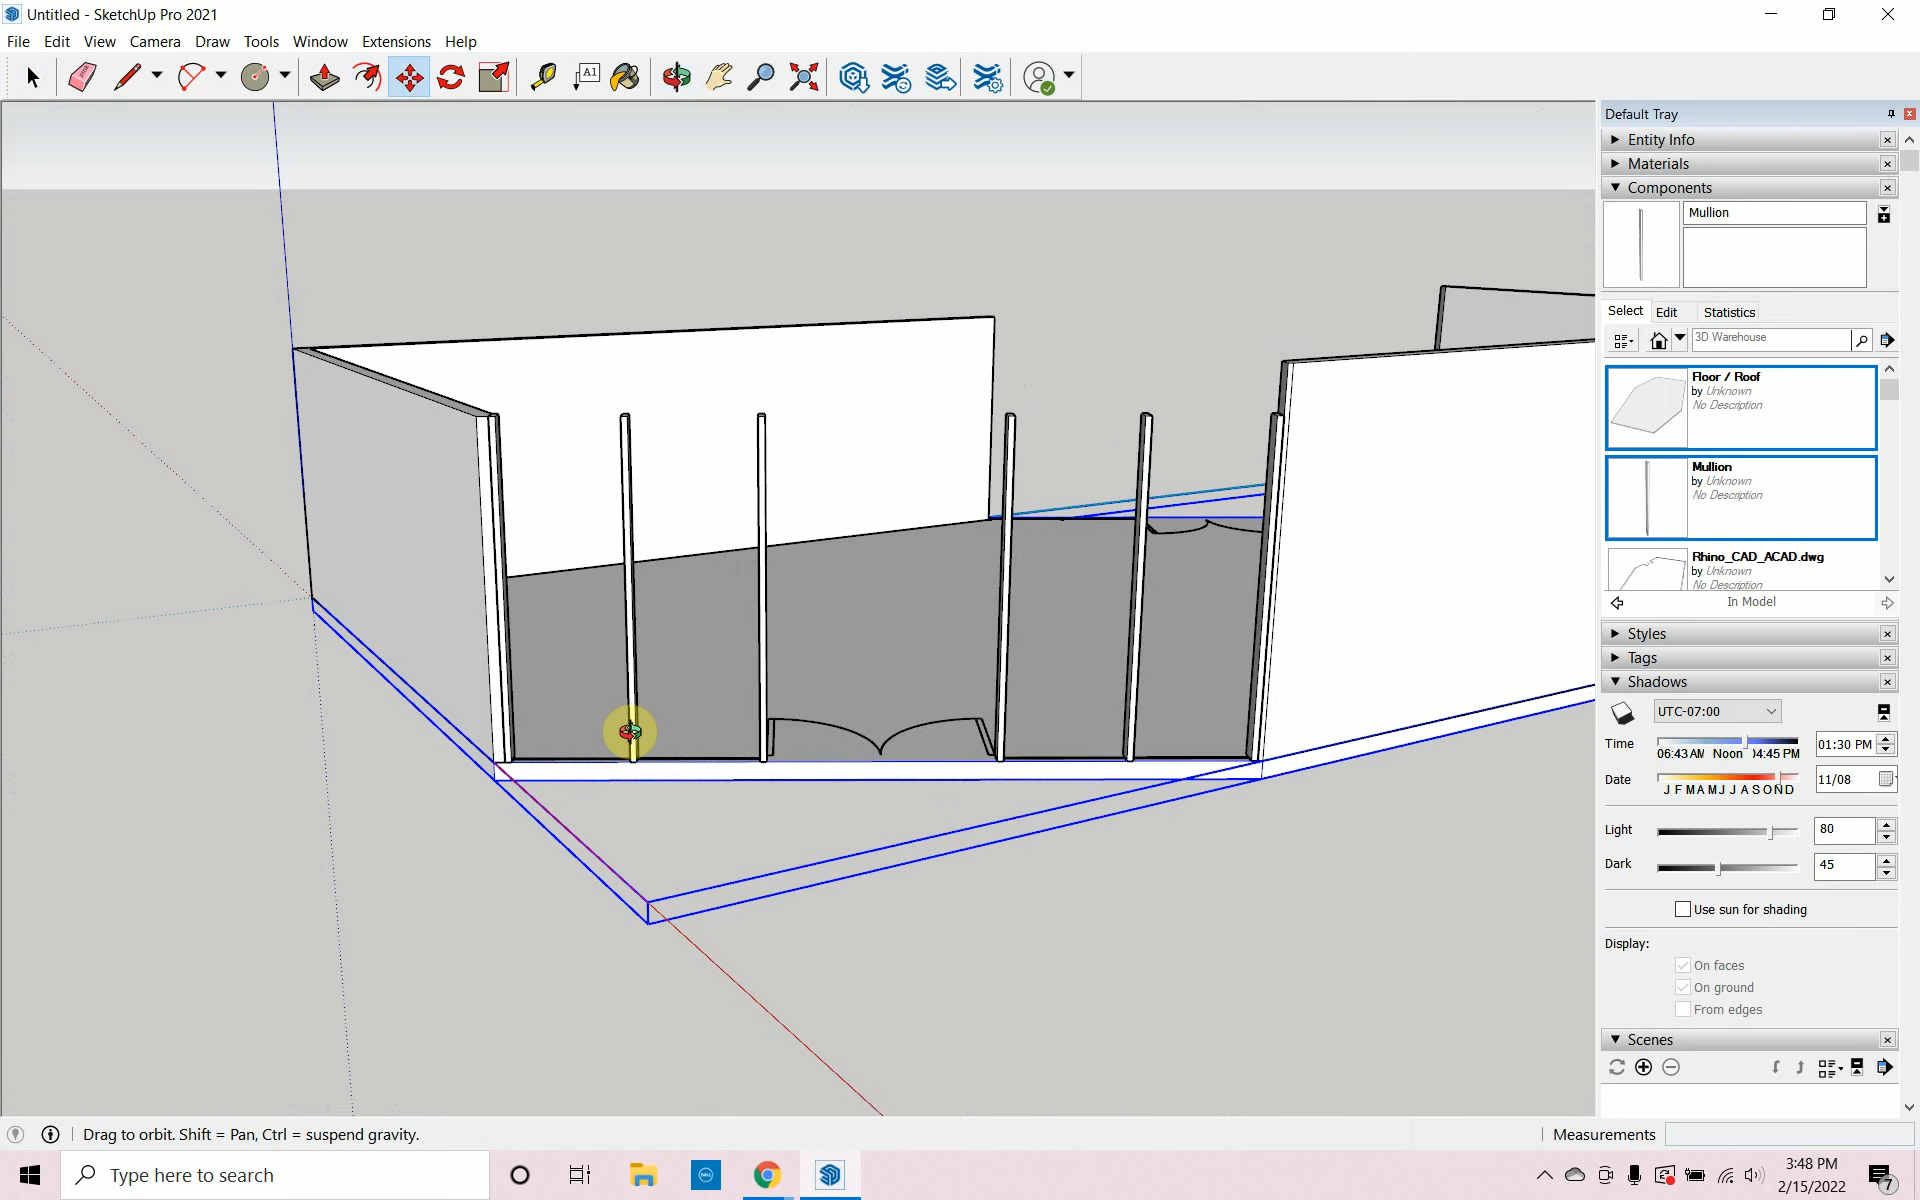 Untitled - SketchUp Pro 2021
File Edit View Camera Draw Tools Window Extensions Help
A1
Default Tray
Entity Info
Materials
Components
Mullion
Select Edit Statistics
3D Warehouse
Floor / Roof
by Unknown
No Description
Mullion
by Unknown
No Description
Rhino_CAD_ACAD.dwg
by Unknown
No Description
In Model
Styles
Tags
Shadows
UTC-07:00
Time 06:43 AM Noon 04:45 PM 01:30 PM
Date J F M A M J J A S O N D 11/08
Light 80
Dark 45
Use sun for shading
Display:
On faces
On ground
From edges
Scenes
Drag to orbit. Shift = Pan, Ctrl = suspend gravity.
Measurements
Type here to search
DELL
3:48 PM
2/15/2022
7